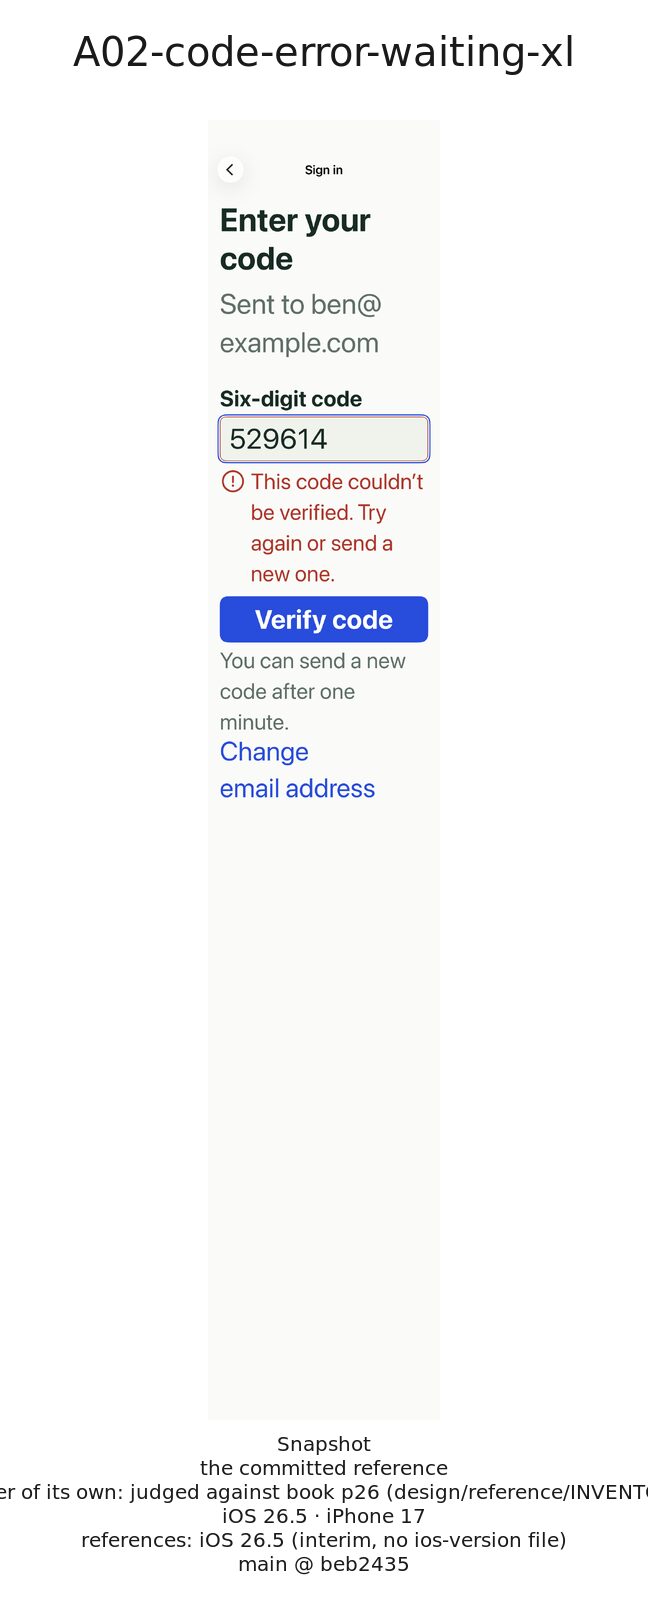 A02-code-error-waiting-xl
Sign in
Enter your
code
Sent to ben@
example.com
Six-digit code
529614
This code couldn’t
be verified. Try
again or send a
new one.
Verify code
You can send a new
code after one
minute.
Change
email address
Snapshot
the committed reference
of its own: judged against book p26 (design/reference/
iOS 26.5 · iPhone 17
references: iOS 26.5 (interim, no ios-version file)
main @ beb2435